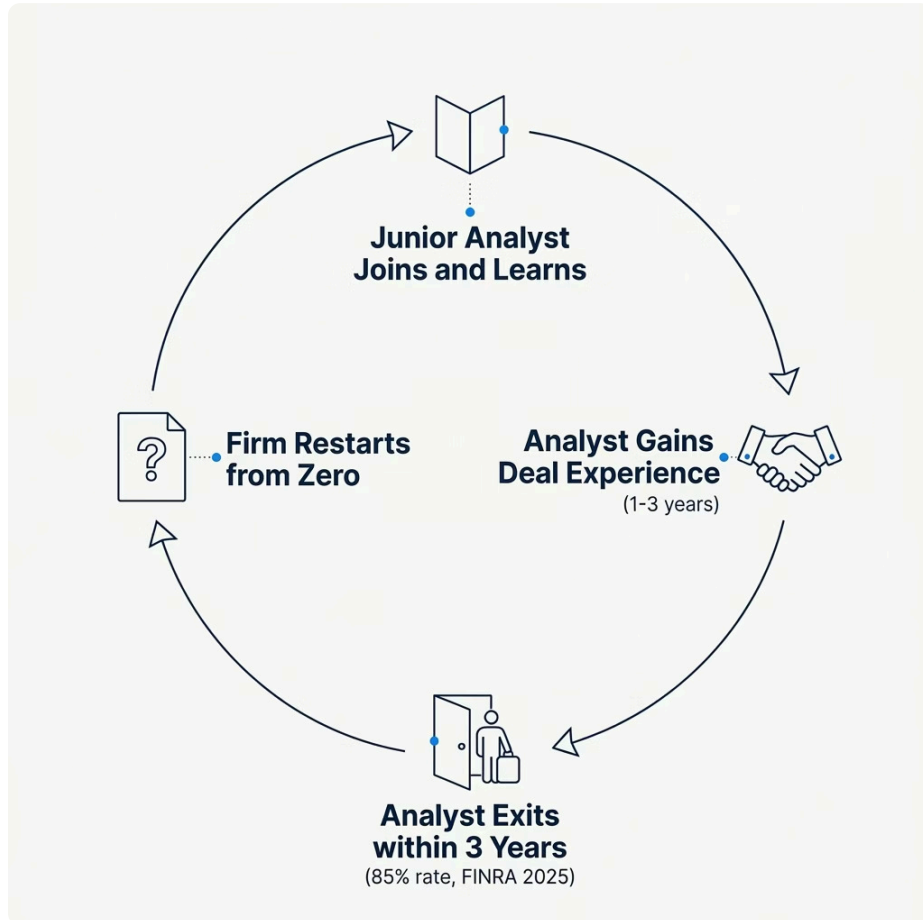 Junior Analyst
Joins and Learns
?
Firm Restarts
from Zero
Analyst Gains
Deal Experience
(1-3 years)
Analyst Exits
within 3 Years
(85% rate, FINRA 2025)